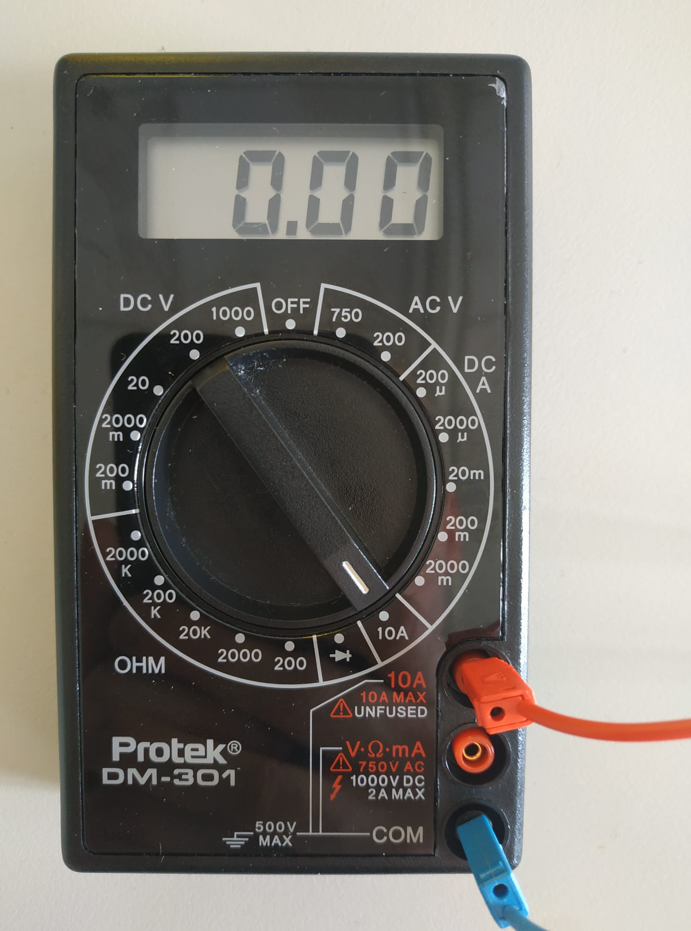 0.00
DC V
1000
OFF
750
AC V
200
200
DC
A
20
200
μ
2000
m
2000
μ
200
m
20m
2000
K
200
m
200
K
2000
m
20K
2000
200
10A
OHM
10A
10A MAX
UNFUSED
Protek®
DM-301
V·Ω·mA
750V AC
1000V DC
2A MAX
500V
MAX
COM